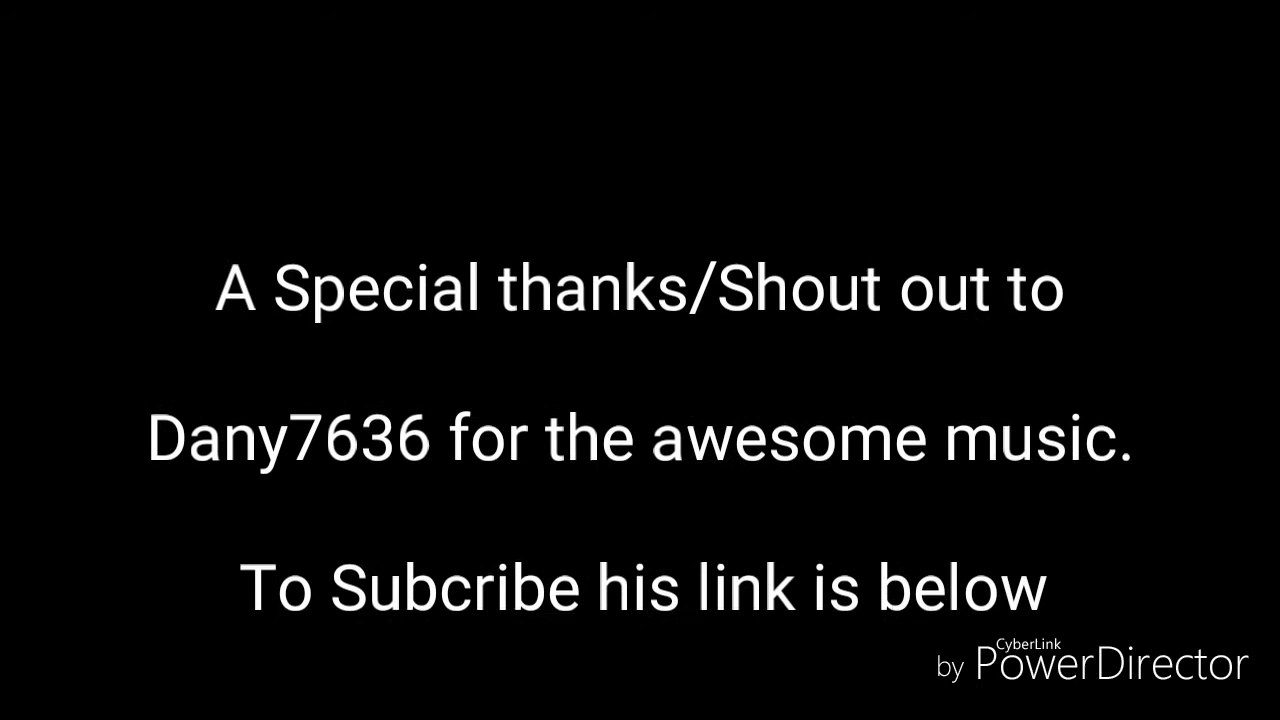 A Special thanks/Shout out to
Dany7636 for the awesome music.
To Subcribe his link is below
CyberLink
by PowerDirector